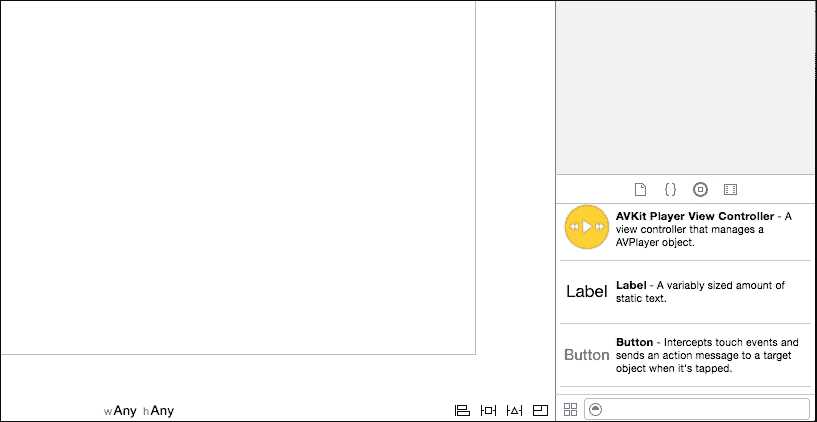 { }
AVKit Player View Controller - A
view controller that manages a
AVPlayer object.
Label
Label - A variably sized amount of
static text.
Button
Button - Intercepts touch events and
sends an action message to a target
object when it's tapped.
wAny hAny